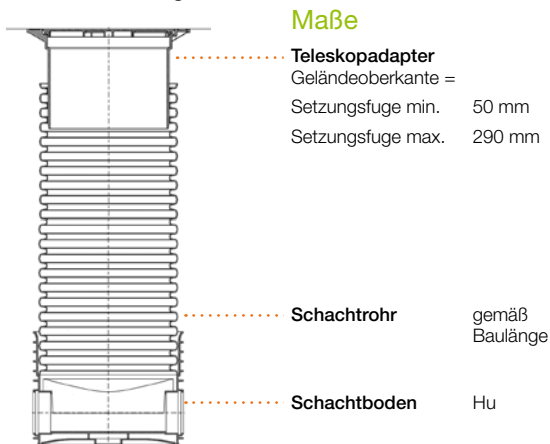 Maße
Teleskopadapter
Geländeoberkante =
Setzungsfuge min. 50 mm
Setzungsfuge max. 290 mm
Schachtrohr gemäß
Baulänge
Schachtboden Hu